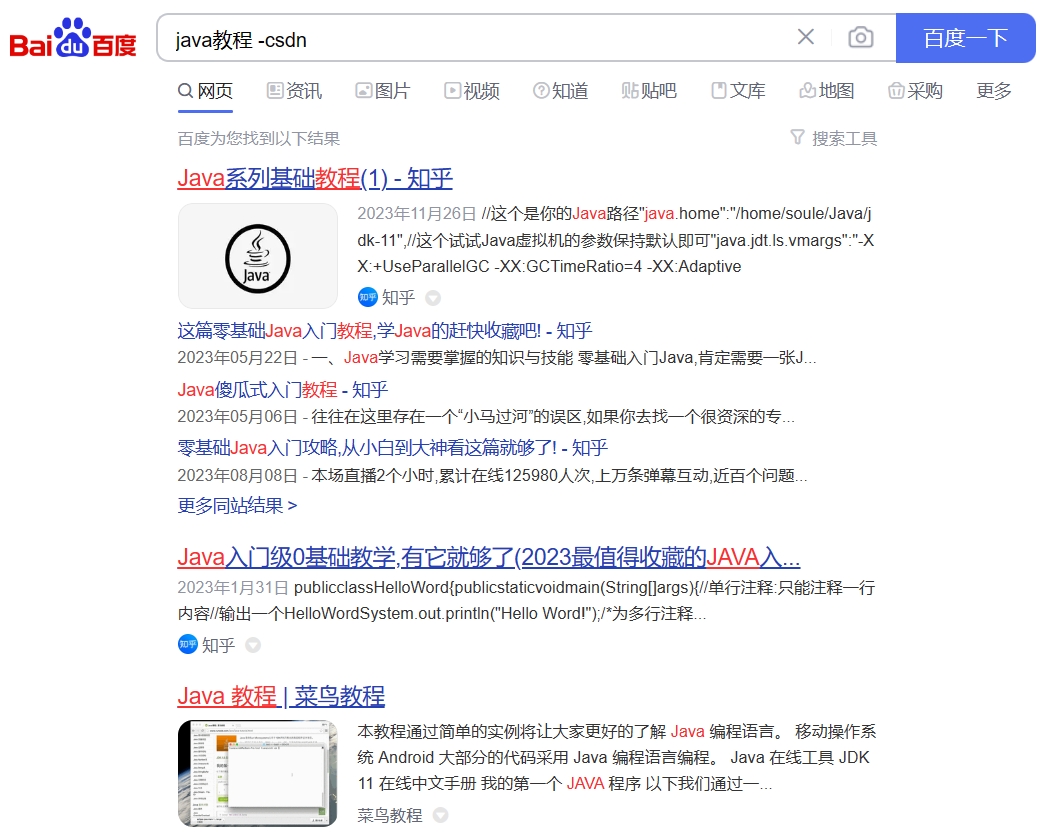 Bai du 百度
java教程 -csdn
百度一下
网页 资讯 图片 视频 知道 贴吧 文库 地图 采购 更多
百度为您找到以下结果
搜索工具
Java系列基础教程(1) - 知乎
Java
2023年11月26日 //这个是你的Java路径"java.home":"/home/soule/Java/j
dk-11",//这个试试Java虚拟机的参数保持默认即可"java.jdt.ls.vmargs":"-X
X:+UseParallelGC -XX:GCTimeRatio=4 -XX:Adaptive
知乎 知乎
这篇零基础Java入门教程,学Java的赶快收藏吧! - 知乎
2023年05月22日 - 一、Java学习需要掌握的知识与技能 零基础入门Java,肯定需要一张J...
Java傻瓜式入门教程 - 知乎
2023年05月06日 - 往往在这里存在一个“小马过河”的误区,如果你去找一个很资深的专...
零基础Java入门攻略,从小白到大神看这篇就够了! - 知乎
2023年08月08日 - 本场直播2个小时,累计在线125980人次,上万条弹幕互动,近百个问题...
更多同站结果 >
Java入门级0基础教学,有它就够了(2023最值得收藏的JAVA入...
2023年1月31日 publicclassHelloWord{publicstaticvoidmain(String[]args){//单行注释:只能注释一行
内容//输出一个HelloWordSystem.out.println("Hello Word!");/*为多行注释...
知乎 知乎
Java 教程 | 菜鸟教程
本教程通过简单的实例将让大家更好的了解 Java 编程语言。 移动操作系
统 Android 大部分的代码采用 Java 编程语言编程。 Java 在线工具 JDK
11 在线中文手册 我的第一个 JAVA 程序 以下我们通过一...
菜鸟教程